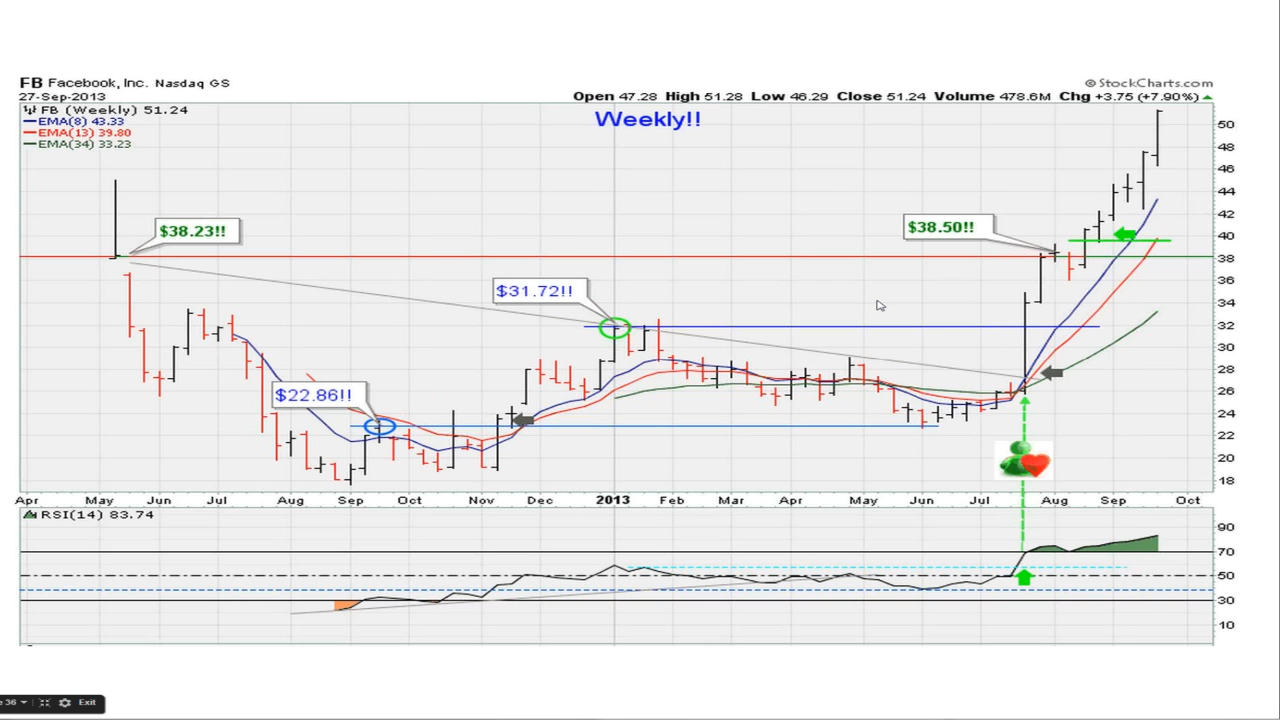 FB Facebook, Inc. Nasdaq GS
© StockCharts.com
27-Sep-2013
Open 47.28 High 51.28 Low 46.29 Close 51.24 Volume 478.6M Chg +3.75 (+7.90%)
FB (Weekly) 51.24
EMA(8) 43.33
EMA(13) 39.80
EMA(34) 33.23
Weekly!!
$38.23!!
$38.50!!
$31.72!!
$22.86!!
50
48
46
44
42
40
38
36
34
32
30
28
26
24
22
20
18
Apr May Jun Jul Aug Sep Oct Nov Dec 2013 Feb Mar Apr May Jun Jul Aug Sep Oct
RSI(14) 83.74
90
70
50
30
10
36
Exit